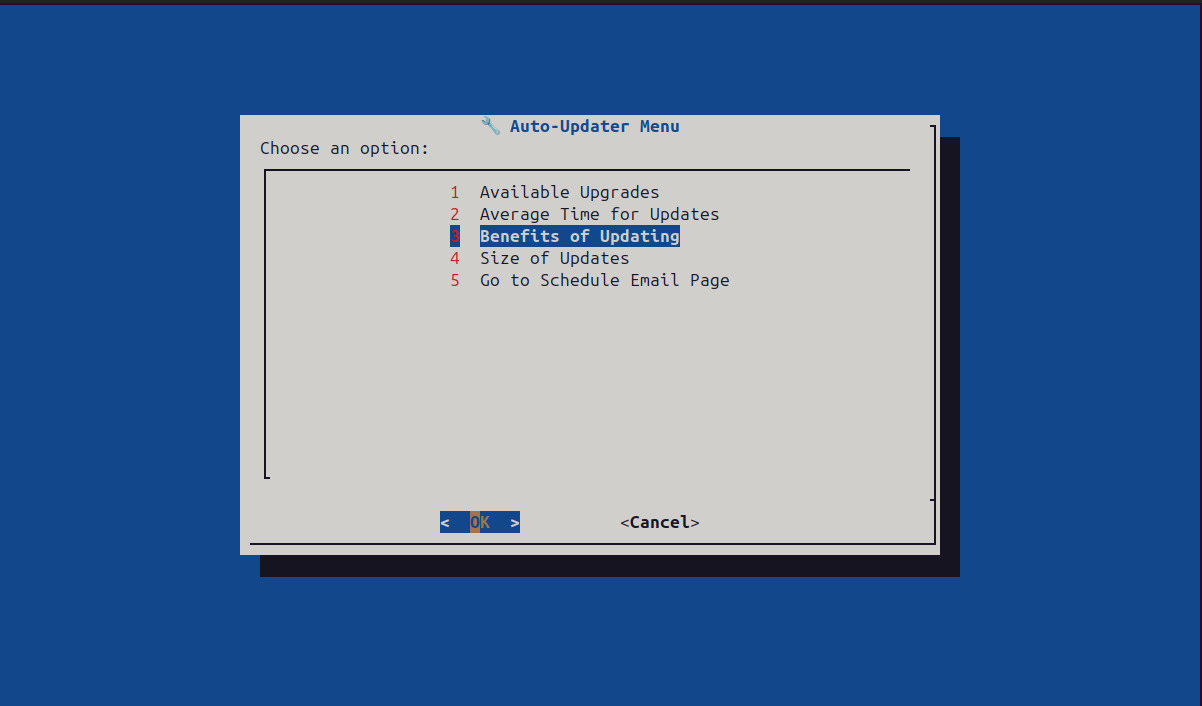 🔧 Auto-Updater Menu
Choose an option:
1 Available Upgrades
2 Average Time for Updates
3 Benefits of Updating
4 Size of Updates
5 Go to Schedule Email Page
< OK > <Cancel>